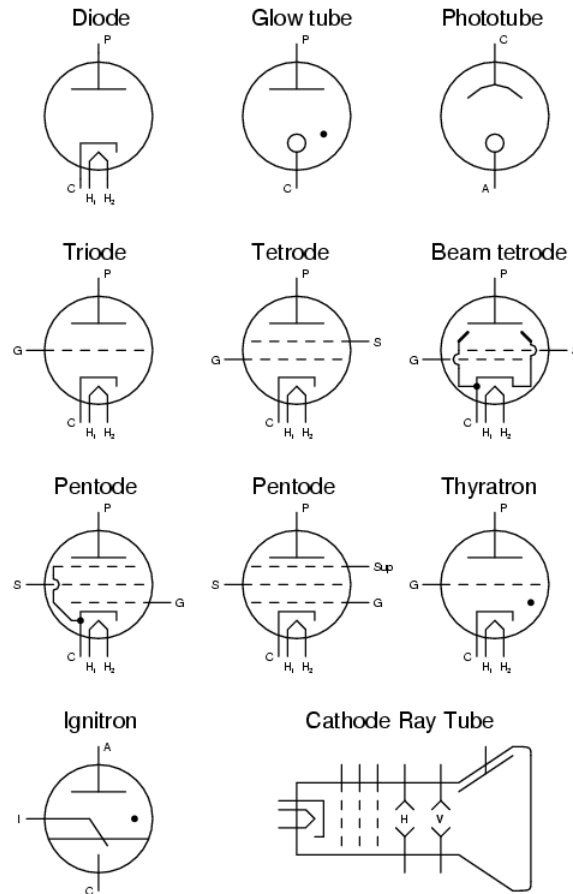 Diode Glow tube Phototube
P P C
C H₁ H₂ C A
Triode Tetrode Beam tetrode
P P P
S
G G G S
C H₁ H₂ C H₁ H₂ C H₁ H₂
Pentode Pentode Thyratron
P P P
Sup
S S G
G G
C H₁ H₂ C H₁ H₂ C H₁ H₂
Ignitron Cathode Ray Tube
A
I H V
C